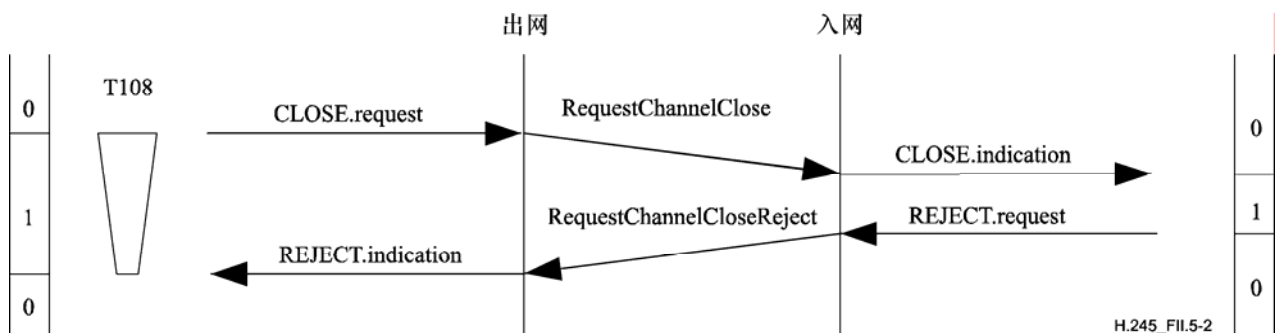 出网 入网
T108
0 CLOSE.request RequestChannelClose 0
CLOSE.indication
1 RequestChannelCloseReject REJECT.request 1
REJECT.indication
0 0
H.245_FII.5-2